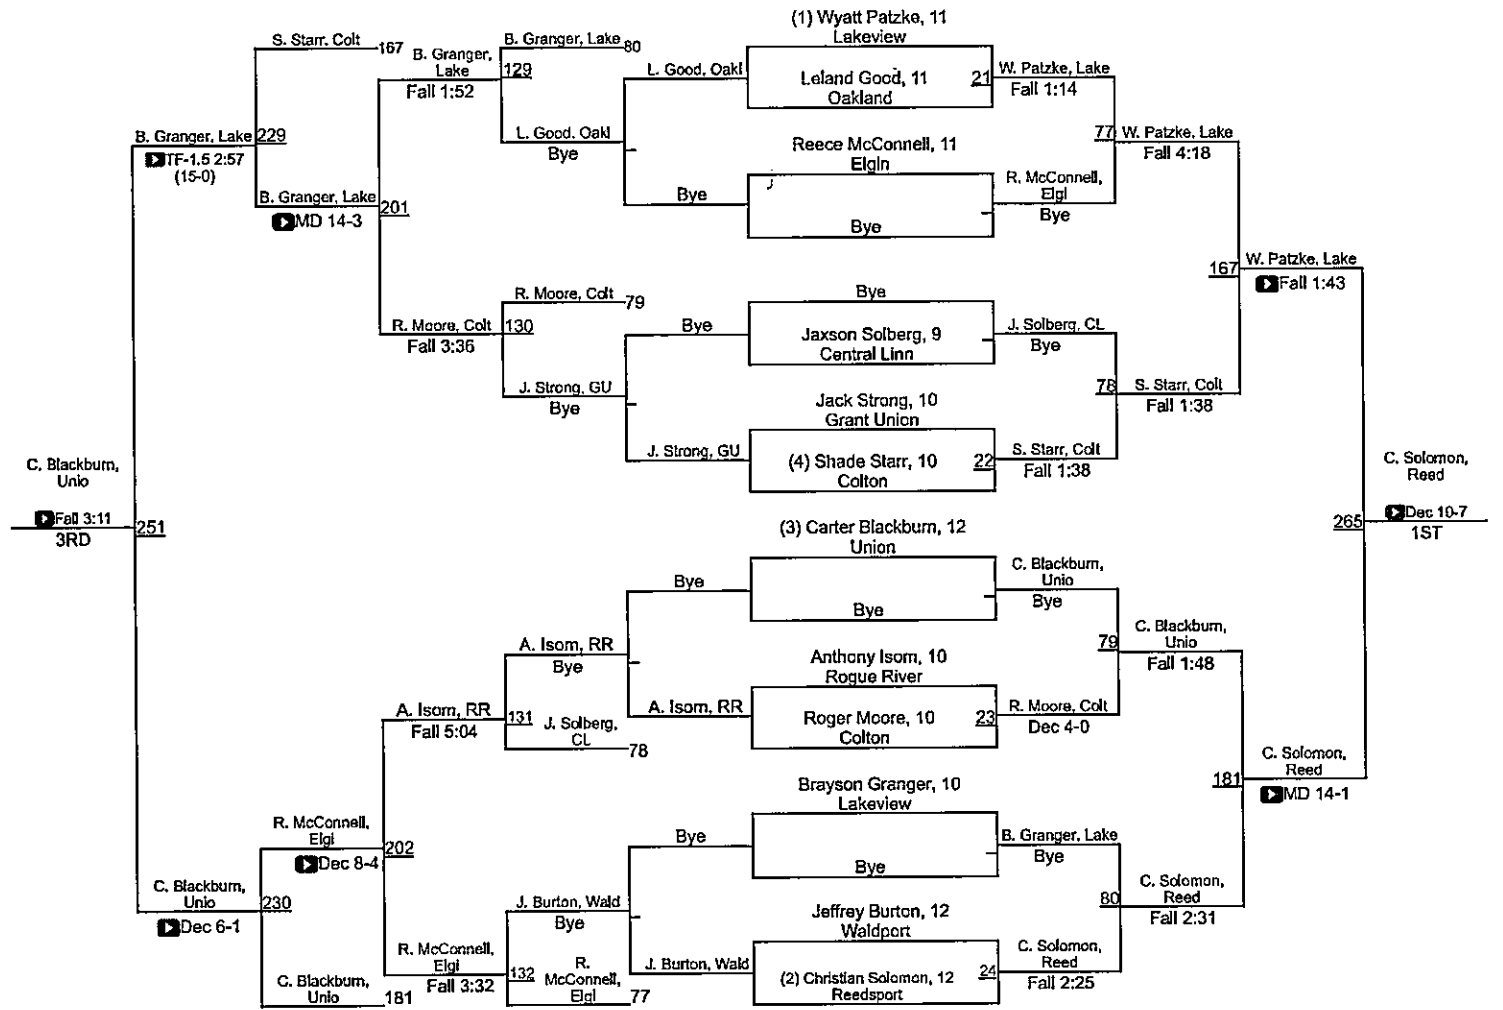 (1) Wyatt Patzke, 11
Lakeview
S. Starr, Colt
167
B. Granger, Lake
80
B. Granger,
Lake
129
Fall 1:52
L. Good, Oakl
Leland Good, 11
Oakland
21
W. Patzke, Lake
Fall 1:14
B. Granger, Lake
229
TF-1.5 2:57
(15-0)
L. Good, Oakl
Bye
Reece McConnell, 11
Elgin
77
W. Patzke, Lake
Fall 4:18
B. Granger, Lake
201
MD 14-3
Bye
Bye
R. McConnell,
Elgi
Bye
167
W. Patzke, Lake
Fall 1:43
R. Moore, Colt
79
Bye
R. Moore, Colt
130
Fall 3:36
Bye
Jaxson Solberg, 9
Central Linn
J. Solberg, CL
Bye
J. Strong, GU
Bye
Jack Strong, 10
Grant Union
78
S. Starr, Colt
Fall 1:38
J. Strong, GU
(4) Shade Starr, 10
Colton
22
S. Starr, Colt
Fall 1:38
C. Blackburn,
Unio
Fall 3:11
3RD
251
C. Solomon,
Reed
265
Dec 10-7
1ST
(3) Carter Blackburn, 12
Union
Bye
Bye
C. Blackburn,
Unio
Bye
A. Isom, RR
Bye
Anthony Isom, 10
Rogue River
79
C. Blackburn,
Unio
Fall 1:48
A. Isom, RR
Fall 5:04
131
J. Solberg,
CL
78
A. Isom, RR
Roger Moore, 10
Colton
23
R. Moore, Colt
Dec 4-0
181
C. Solomon,
Reed
MD 14-1
Brayson Granger, 10
Lakeview
R. McConnell,
Elgi
202
Dec 8-4
Bye
Bye
B. Granger, Lake
Bye
C. Blackburn,
Unio
230
Dec 6-1
J. Burton, Wald
Bye
Jeffrey Burton, 12
Waldport
80
C. Solomon,
Reed
Fall 2:31
R. McConnell,
Elgi
Fall 3:32
132
R.
McConnell,
Elgi
77
J. Burton, Wald
(2) Christian Solomon, 12
Reedsport
24
C. Solomon,
Reed
Fall 2:25
C. Blackburn,
Unio
181